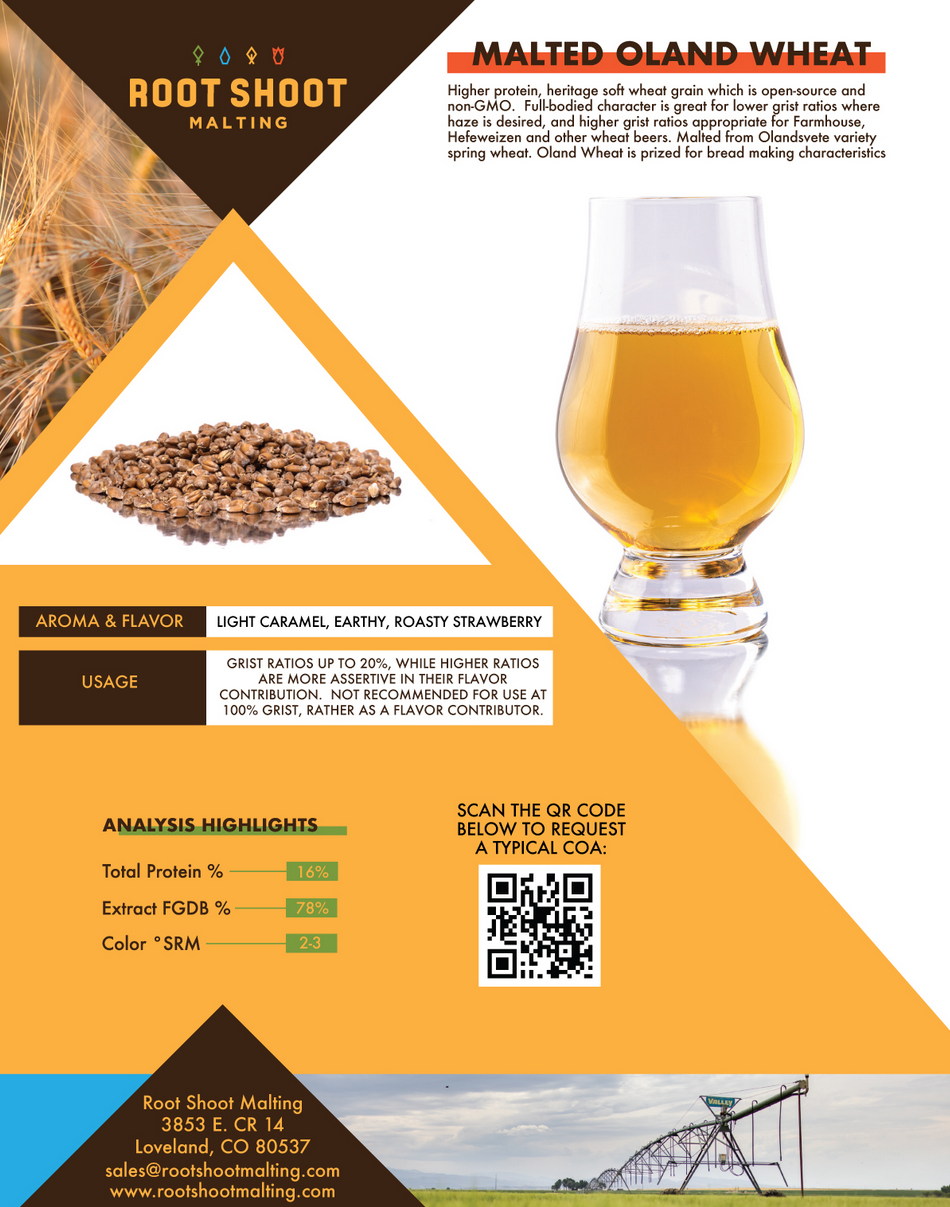 ROOT SHOOT
MALTING
MALTED OLAND WHEAT
Higher protein, heritage soft wheat grain which is open-source and
non-GMO.  Full-bodied character is great for lower grist ratios where
haze is desired, and higher grist ratios appropriate for Farmhouse,
Hefeweizen and other wheat beers. Malted from Olandsvete variety
spring wheat. Oland Wheat is prized for bread making characteristics
AROMA & FLAVOR
LIGHT CARAMEL, EARTHY, ROASTY STRAWBERRY
USAGE
GRIST RATIOS UP TO 20%, WHILE HIGHER RATIOS
ARE MORE ASSERTIVE IN THEIR FLAVOR
CONTRIBUTION.  NOT RECOMMENDED FOR USE AT
100% GRIST, RATHER AS A FLAVOR CONTRIBUTOR.
ANALYSIS HIGHLIGHTS
Total Protein % 16%
Extract FGDB % 78%
Color °SRM 2-3
SCAN THE QR CODE
BELOW TO REQUEST
A TYPICAL COA:
Root Shoot Malting
3853 E. CR 14
Loveland, CO 80537
sales@rootshootmalting.com
www.rootshootmalting.com
VALLEY